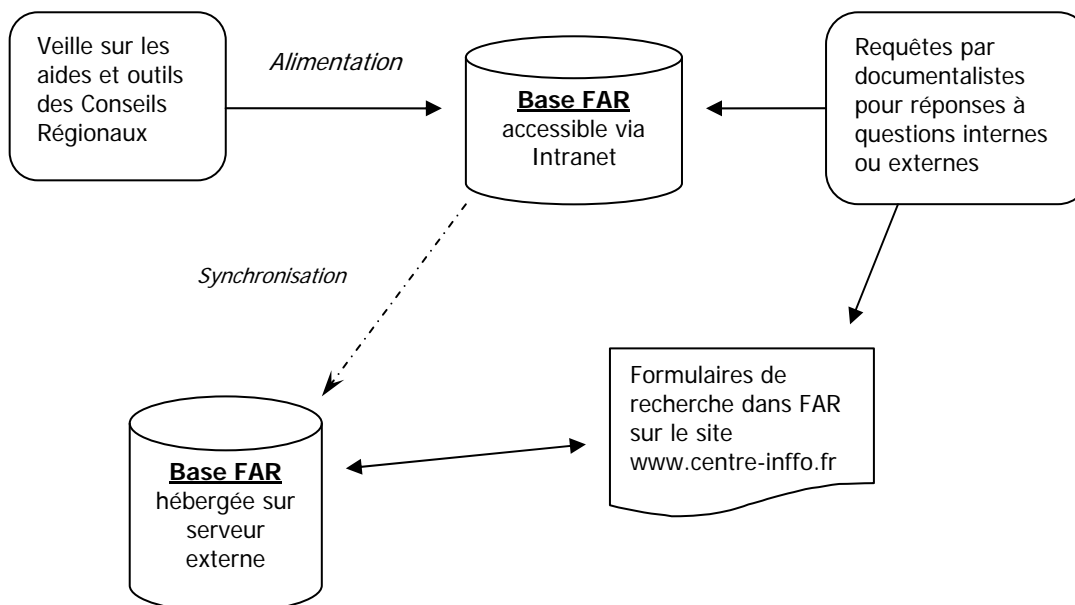 Veille sur les
aides et outils
des Conseils
Régionaux
Alimentation
Base FAR
accessible via
Intranet
Requêtes par
documentalistes
pour réponses à
questions internes
ou externes
Synchronisation
Formulaires de
recherche dans FAR
sur le site
www.centre-inffo.fr
Base FAR
hébergée sur
serveur
externe